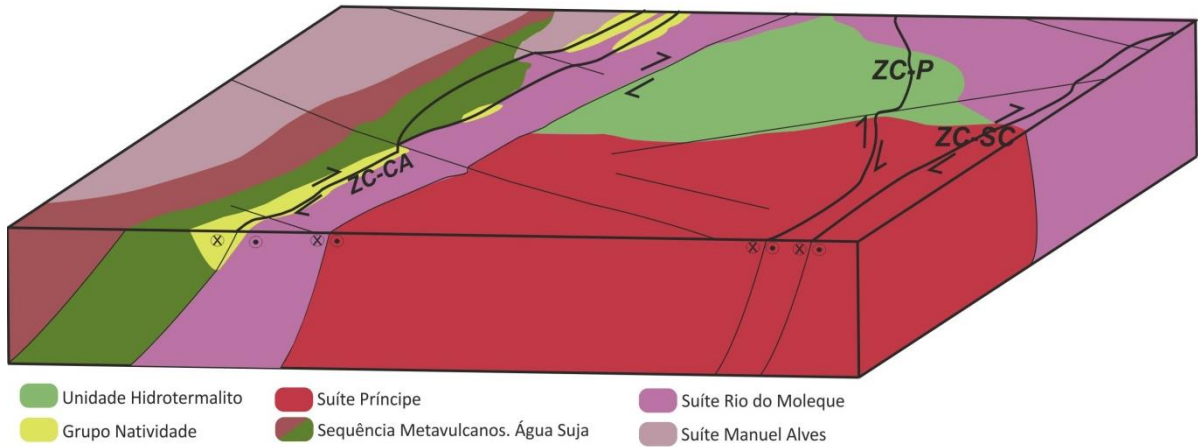 ZC-P
ZC-SC
ZC-CA
Unidade Hidrotermalito
Suíte Príncipe
Suíte Rio do Moleque
Grupo Natividade
Sequência Metavulcanos. Água Suja
Suíte Manuel Alves